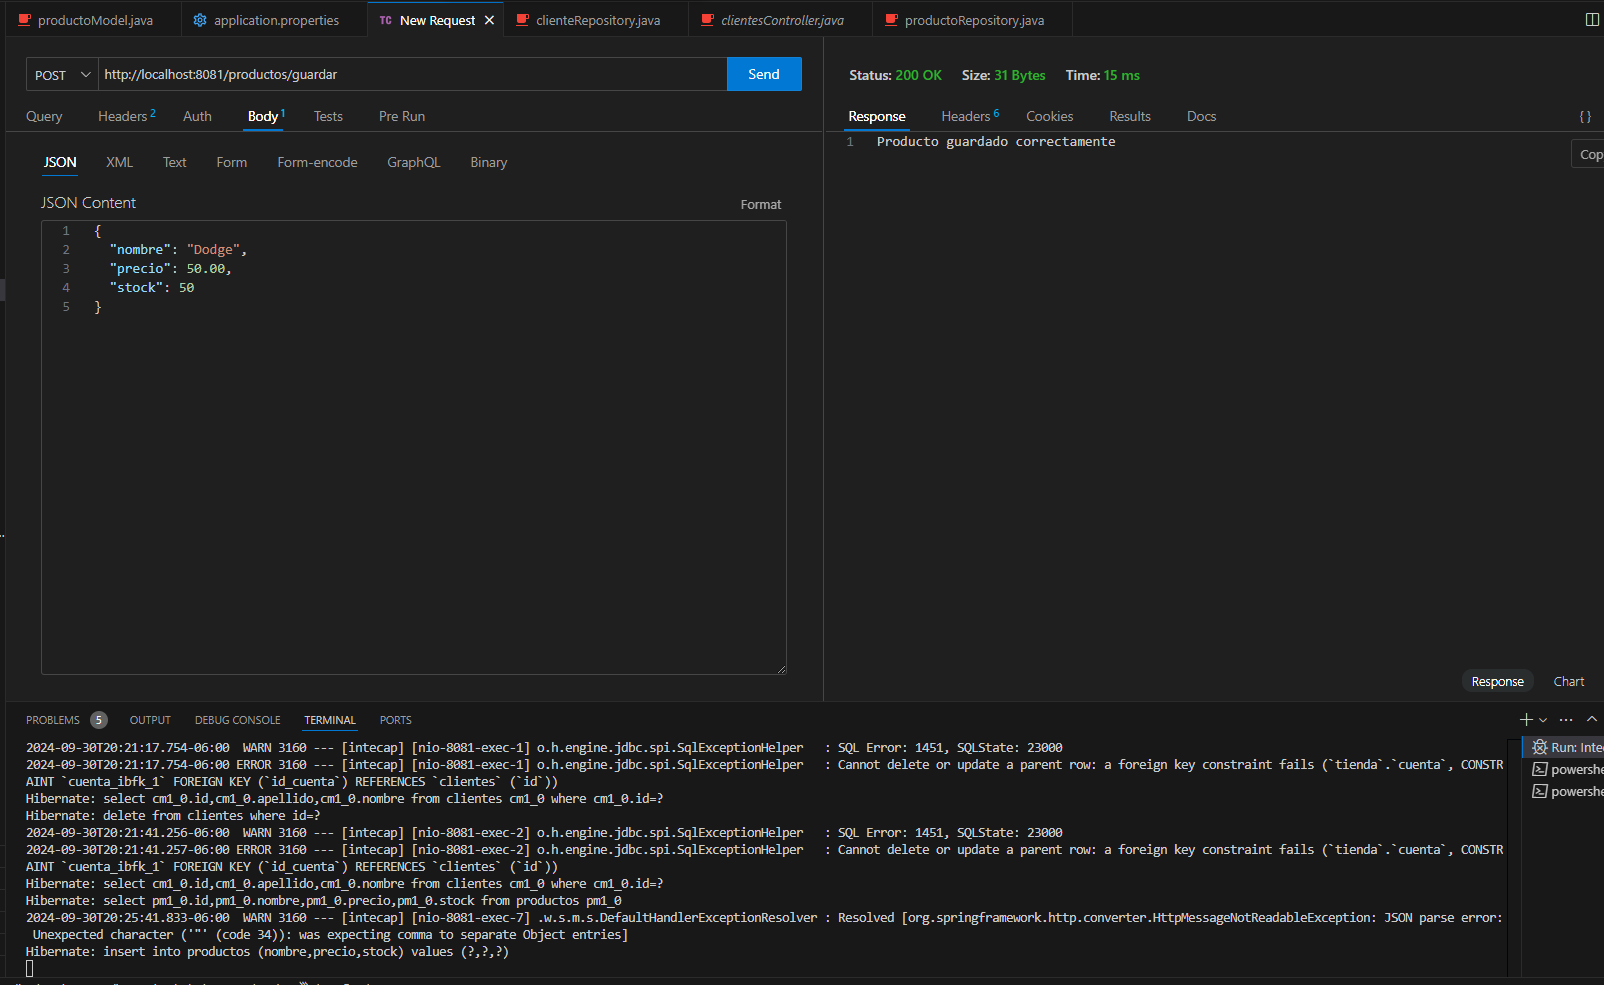 productoModel.java application.properties TC New Request clienteRepository.java clientesController.java productoRepository.java
POST http://localhost:8081/productos/guardar Send
Query Headers 2 Auth Body 1 Tests Pre Run
JSON XML Text Form Form-encode GraphQL Binary
JSON Content Format
1 {
2 "nombre": "Dodge",
3 "precio": 50.00,
4 "stock": 50
5 }
Status: 200 OK Size: 31 Bytes Time: 15 ms
Response Headers 6 Cookies Results Docs { }
1 Producto guardado correctamente
Cop
Response Chart
PROBLEMS 5 OUTPUT DEBUG CONSOLE TERMINAL PORTS
2024-09-30T20:21:17.754-06:00 WARN 3160 --- [intecap] [nio-8081-exec-1] o.h.engine.jdbc.spi.SqlExceptionHelper : SQL Error: 1451, SQLState: 23000
2024-09-30T20:21:17.754-06:00 ERROR 3160 --- [intecap] [nio-8081-exec-1] o.h.engine.jdbc.spi.SqlExceptionHelper : Cannot delete or update a parent row: a foreign key constraint fails (`tienda`.`cuenta`, CONSTR
AINT `cuenta_ibfk_1` FOREIGN KEY (`id_cuenta`) REFERENCES `clientes` (`id`))
Hibernate: select cm1_0.id,cm1_0.apellido,cm1_0.nombre from clientes cm1_0 where cm1_0.id=?
Hibernate: delete from clientes where id=?
2024-09-30T20:21:41.256-06:00 WARN 3160 --- [intecap] [nio-8081-exec-2] o.h.engine.jdbc.spi.SqlExceptionHelper : SQL Error: 1451, SQLState: 23000
2024-09-30T20:21:41.257-06:00 ERROR 3160 --- [intecap] [nio-8081-exec-2] o.h.engine.jdbc.spi.SqlExceptionHelper : Cannot delete or update a parent row: a foreign key constraint fails (`tienda`.`cuenta`, CONSTR
AINT `cuenta_ibfk_1` FOREIGN KEY (`id_cuenta`) REFERENCES `clientes` (`id`))
Hibernate: select cm1_0.id,cm1_0.apellido,cm1_0.nombre from clientes cm1_0 where cm1_0.id=?
Hibernate: select pm1_0.id,pm1_0.nombre,pm1_0.precio,pm1_0.stock from productos pm1_0
2024-09-30T20:25:41.833-06:00 WARN 3160 --- [intecap] [nio-8081-exec-7] .w.s.m.s.DefaultHandlerExceptionResolver : Resolved [org.springframework.http.converter.HttpMessageNotReadableException: JSON parse error:
Unexpected character ('"' (code 34)): was expecting comma to separate Object entries]
Hibernate: insert into productos (nombre,precio,stock) values (?,?,?)
Run: Inte
powershe
powershe